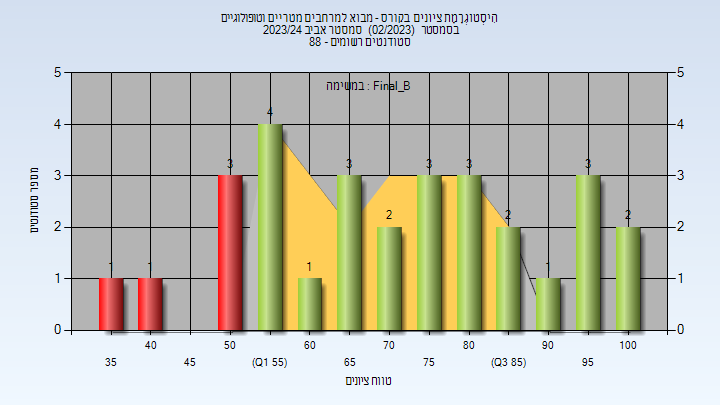 היסטוגרמת ציונים בקורס - מבוא למרחבים מטריים וטופולוגיים
בסמסטר (02/2023) סמסטר אביב 2023/24
סטודנטים רשומים - 88
במשימה : Final_B
מספר סטודנטים
5 5
4 4
3 3
2 2
1 1
0 0
1 1 3 4 1 3 2 3 3 2 1 3 2
40 50 60 70 80 90 100
35 45 (Q1 55) 65 75 (Q3 85) 95
טווח ציונים